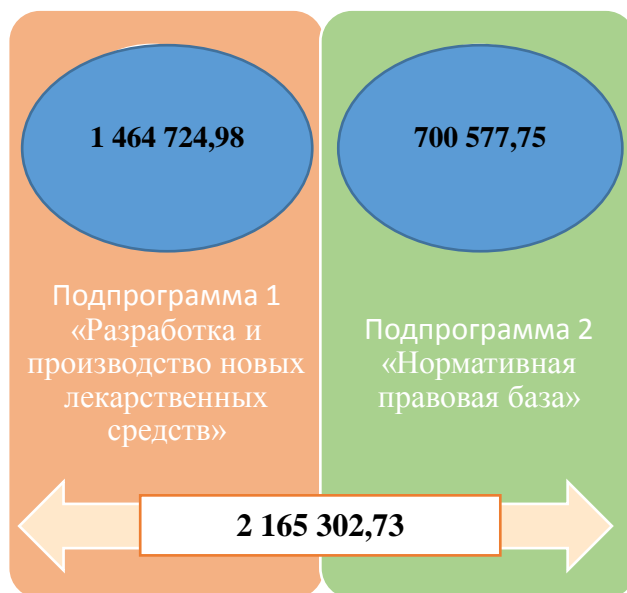 1 464 724,98
700 577,75
Подпрограмма 1
«Разработка и
производство новых
лекарственных
средств»
Подпрограмма 2
«Нормативная
правовая база»
2 165 302,73